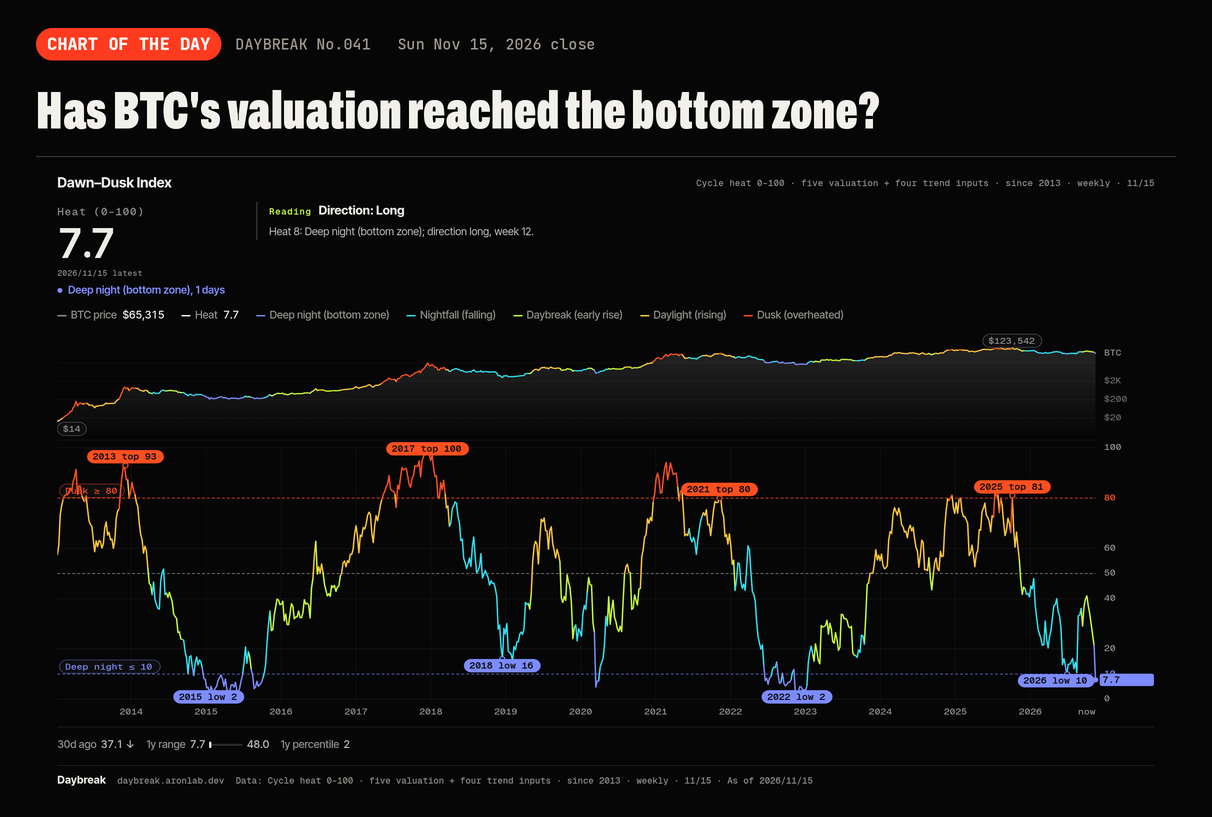 CHART OF THE DAY DAYBREAK No.041 Sun Nov 15, 2026 close
Has BTC's valuation reached the bottom zone?
Dawn–Dusk Index
Cycle heat 0–100 · five valuation + four trend inputs · since 2013 · weekly · 11/15
Heat (0–100)
7.7
2026/11/15 latest
Deep night (bottom zone), 1 days
Reading Direction: Long
Heat 8: Deep night (bottom zone); direction long, week 12.
BTC price $65,315 Heat 7.7 Deep night (bottom zone) Nightfall (falling) Daybreak (early rise) Daylight (rising) Dusk (overheated)
$123,542
BTC
$2K
$200
$20
$14
100
2017 top 100
2013 top 93
2021 top 80
2025 top 81
Dusk ≥ 80
80
60
50
40
20
Deep night ≤ 10
10
2018 low 16
2026 low 10
7.7
2015 low 2
2022 low 2
0
2014 2015 2016 2017 2018 2019 2020 2021 2022 2023 2024 2025 2026 now
30d ago 37.1 ↓ 1y range 7.7 48.0 1y percentile 2
Daybreak daybreak.aronlab.dev Data: Cycle heat 0–100 · five valuation + four trend inputs · since 2013 · weekly · 11/15 · As of 2026/11/15